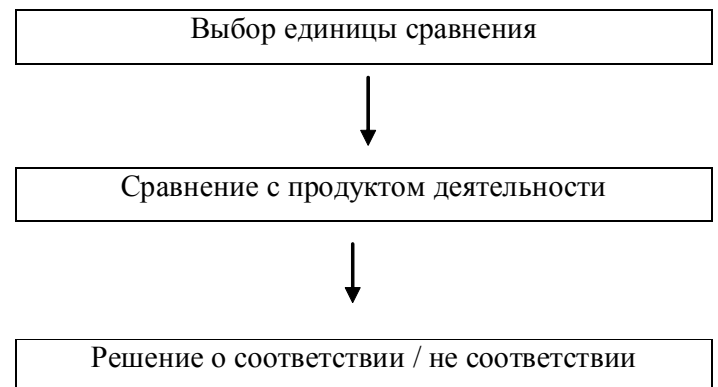 Выбор единицы сравнения
Сравнение с продуктом деятельности
Решение о соответствии / не соответствии